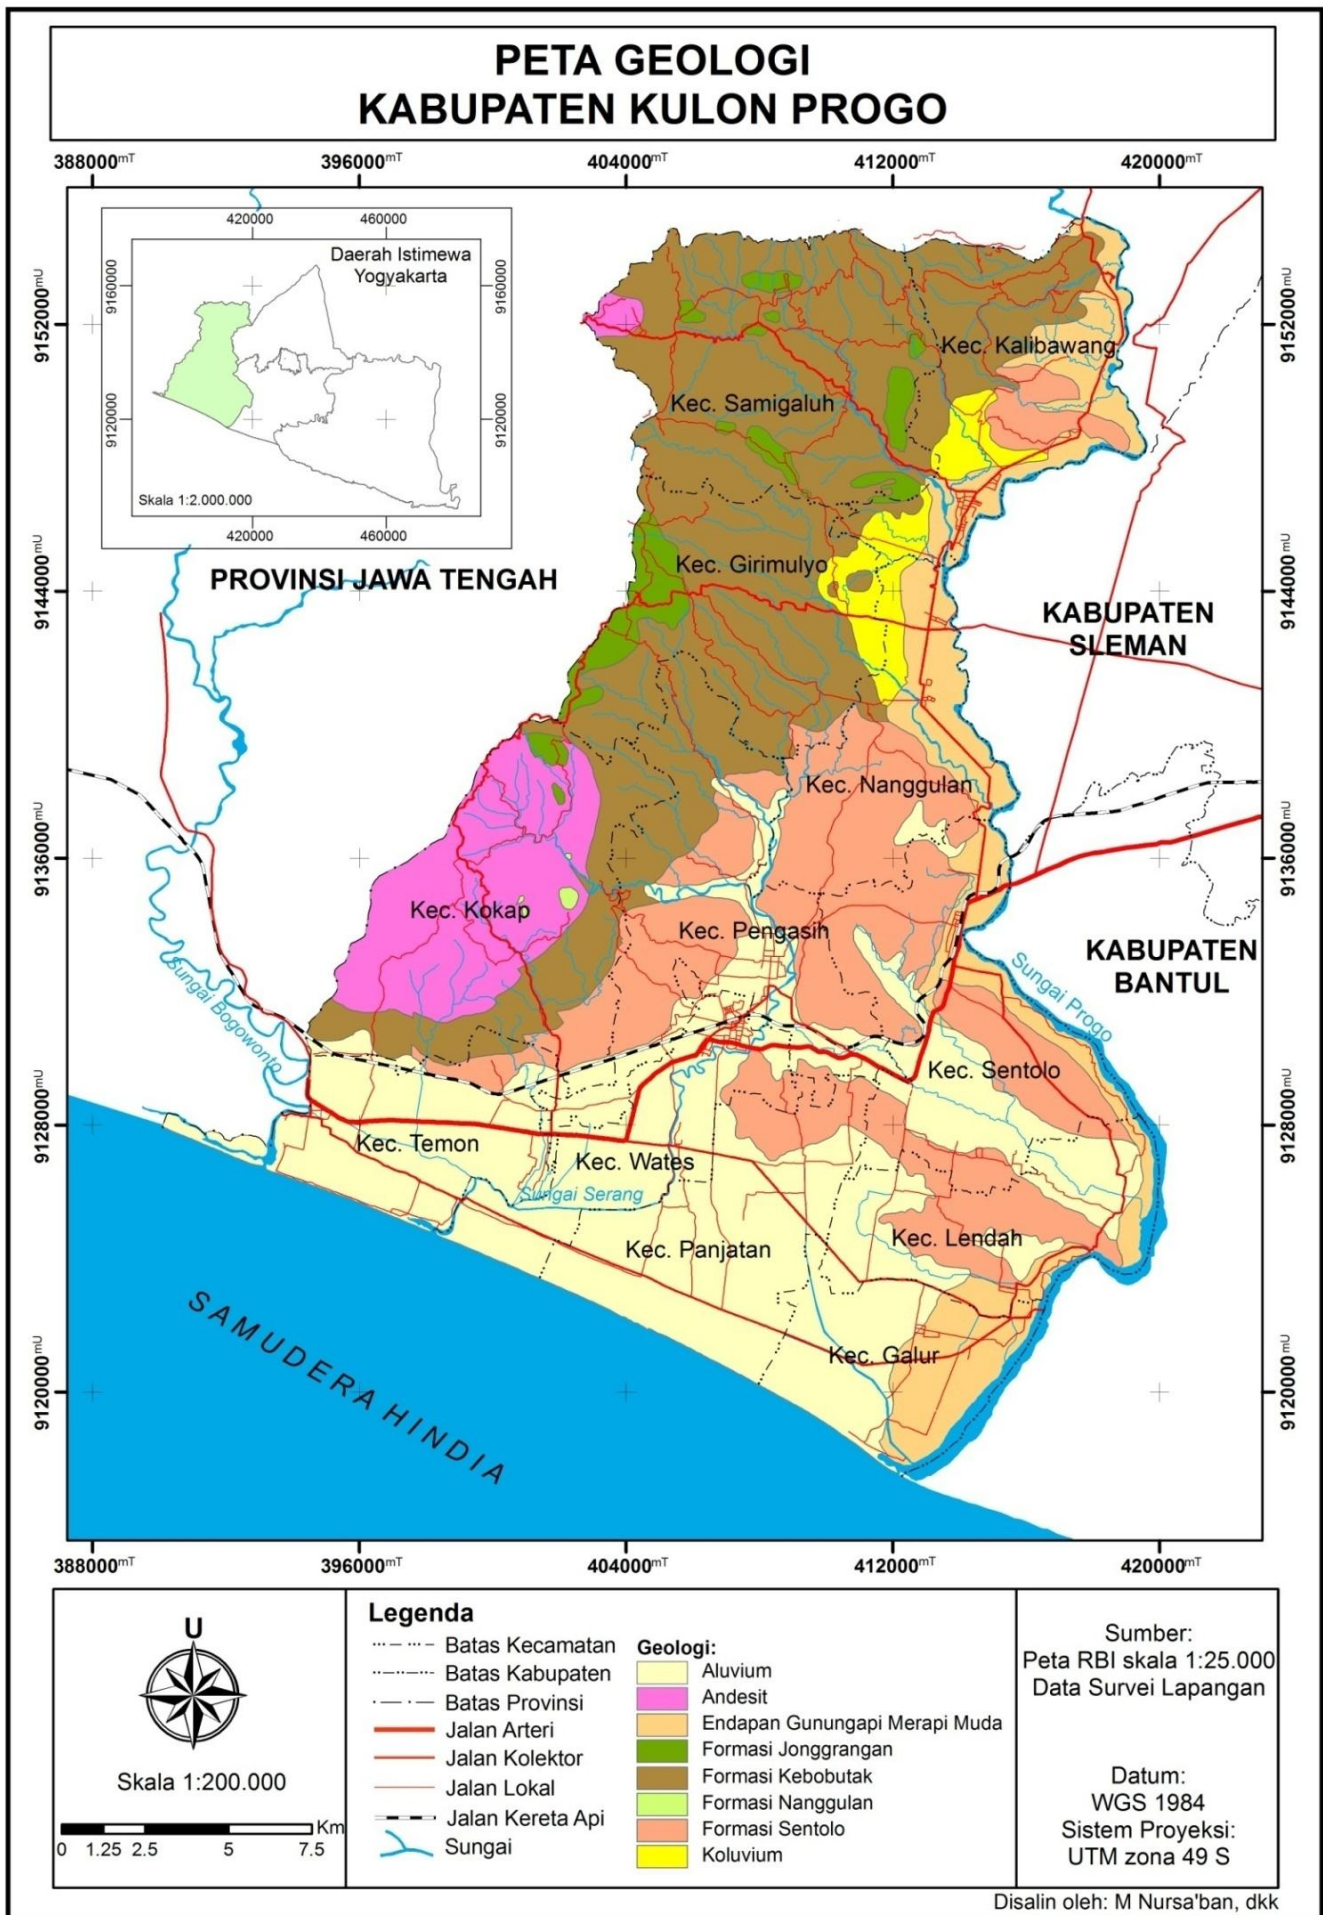 PETA GEOLOGI
KABUPATEN KULON PROGO
388000mT
396000mT
404000mT
412000mT
420000mT
420000
460000
Daerah Istimewa
Yogyakarta
9160000
9160000
9120000
9120000
Skala 1:2.000.000
420000
460000
9152000mU
9152000mU
Kec. Kalibawang
Kec. Samigaluh
PROVINSI JAWA TENGAH
Kec. Girimulyo
9144000mU
9144000mU
KABUPATEN
SLEMAN
Kec. Nanggulan
9136000mU
9136000mU
Kec. Kokap
Kec. Pengasih
KABUPATEN
BANTUL
Sungai Bogowonto
Sungai Progo
Kec. Sentolo
9128000mU
9128000mU
Kec. Temon
Kec. Wates
Sungai Serang
Kec. Panjatan
Kec. Lendah
SAMUDERA HINDIA
Kec. Galur
9120000mU
9120000mU
388000mT
396000mT
404000mT
412000mT
420000mT
U
Skala 1:200.000
Km
0 1.25 2.5 5 7.5
Legenda
Batas Kecamatan
Batas Kabupaten
Batas Provinsi
Jalan Arteri
Jalan Kolektor
Jalan Lokal
Jalan Kereta Api
Sungai
Geologi:
Aluvium
Andesit
Endapan Gunungapi Merapi Muda
Formasi Jonggrangan
Formasi Kebobutak
Formasi Nanggulan
Formasi Sentolo
Koluvium
Sumber:
Peta RBI skala 1:25.000
Data Survei Lapangan
Datum:
WGS 1984
Sistem Proyeksi:
UTM zona 49 S
Disalin oleh: M Nursa'ban, dkk